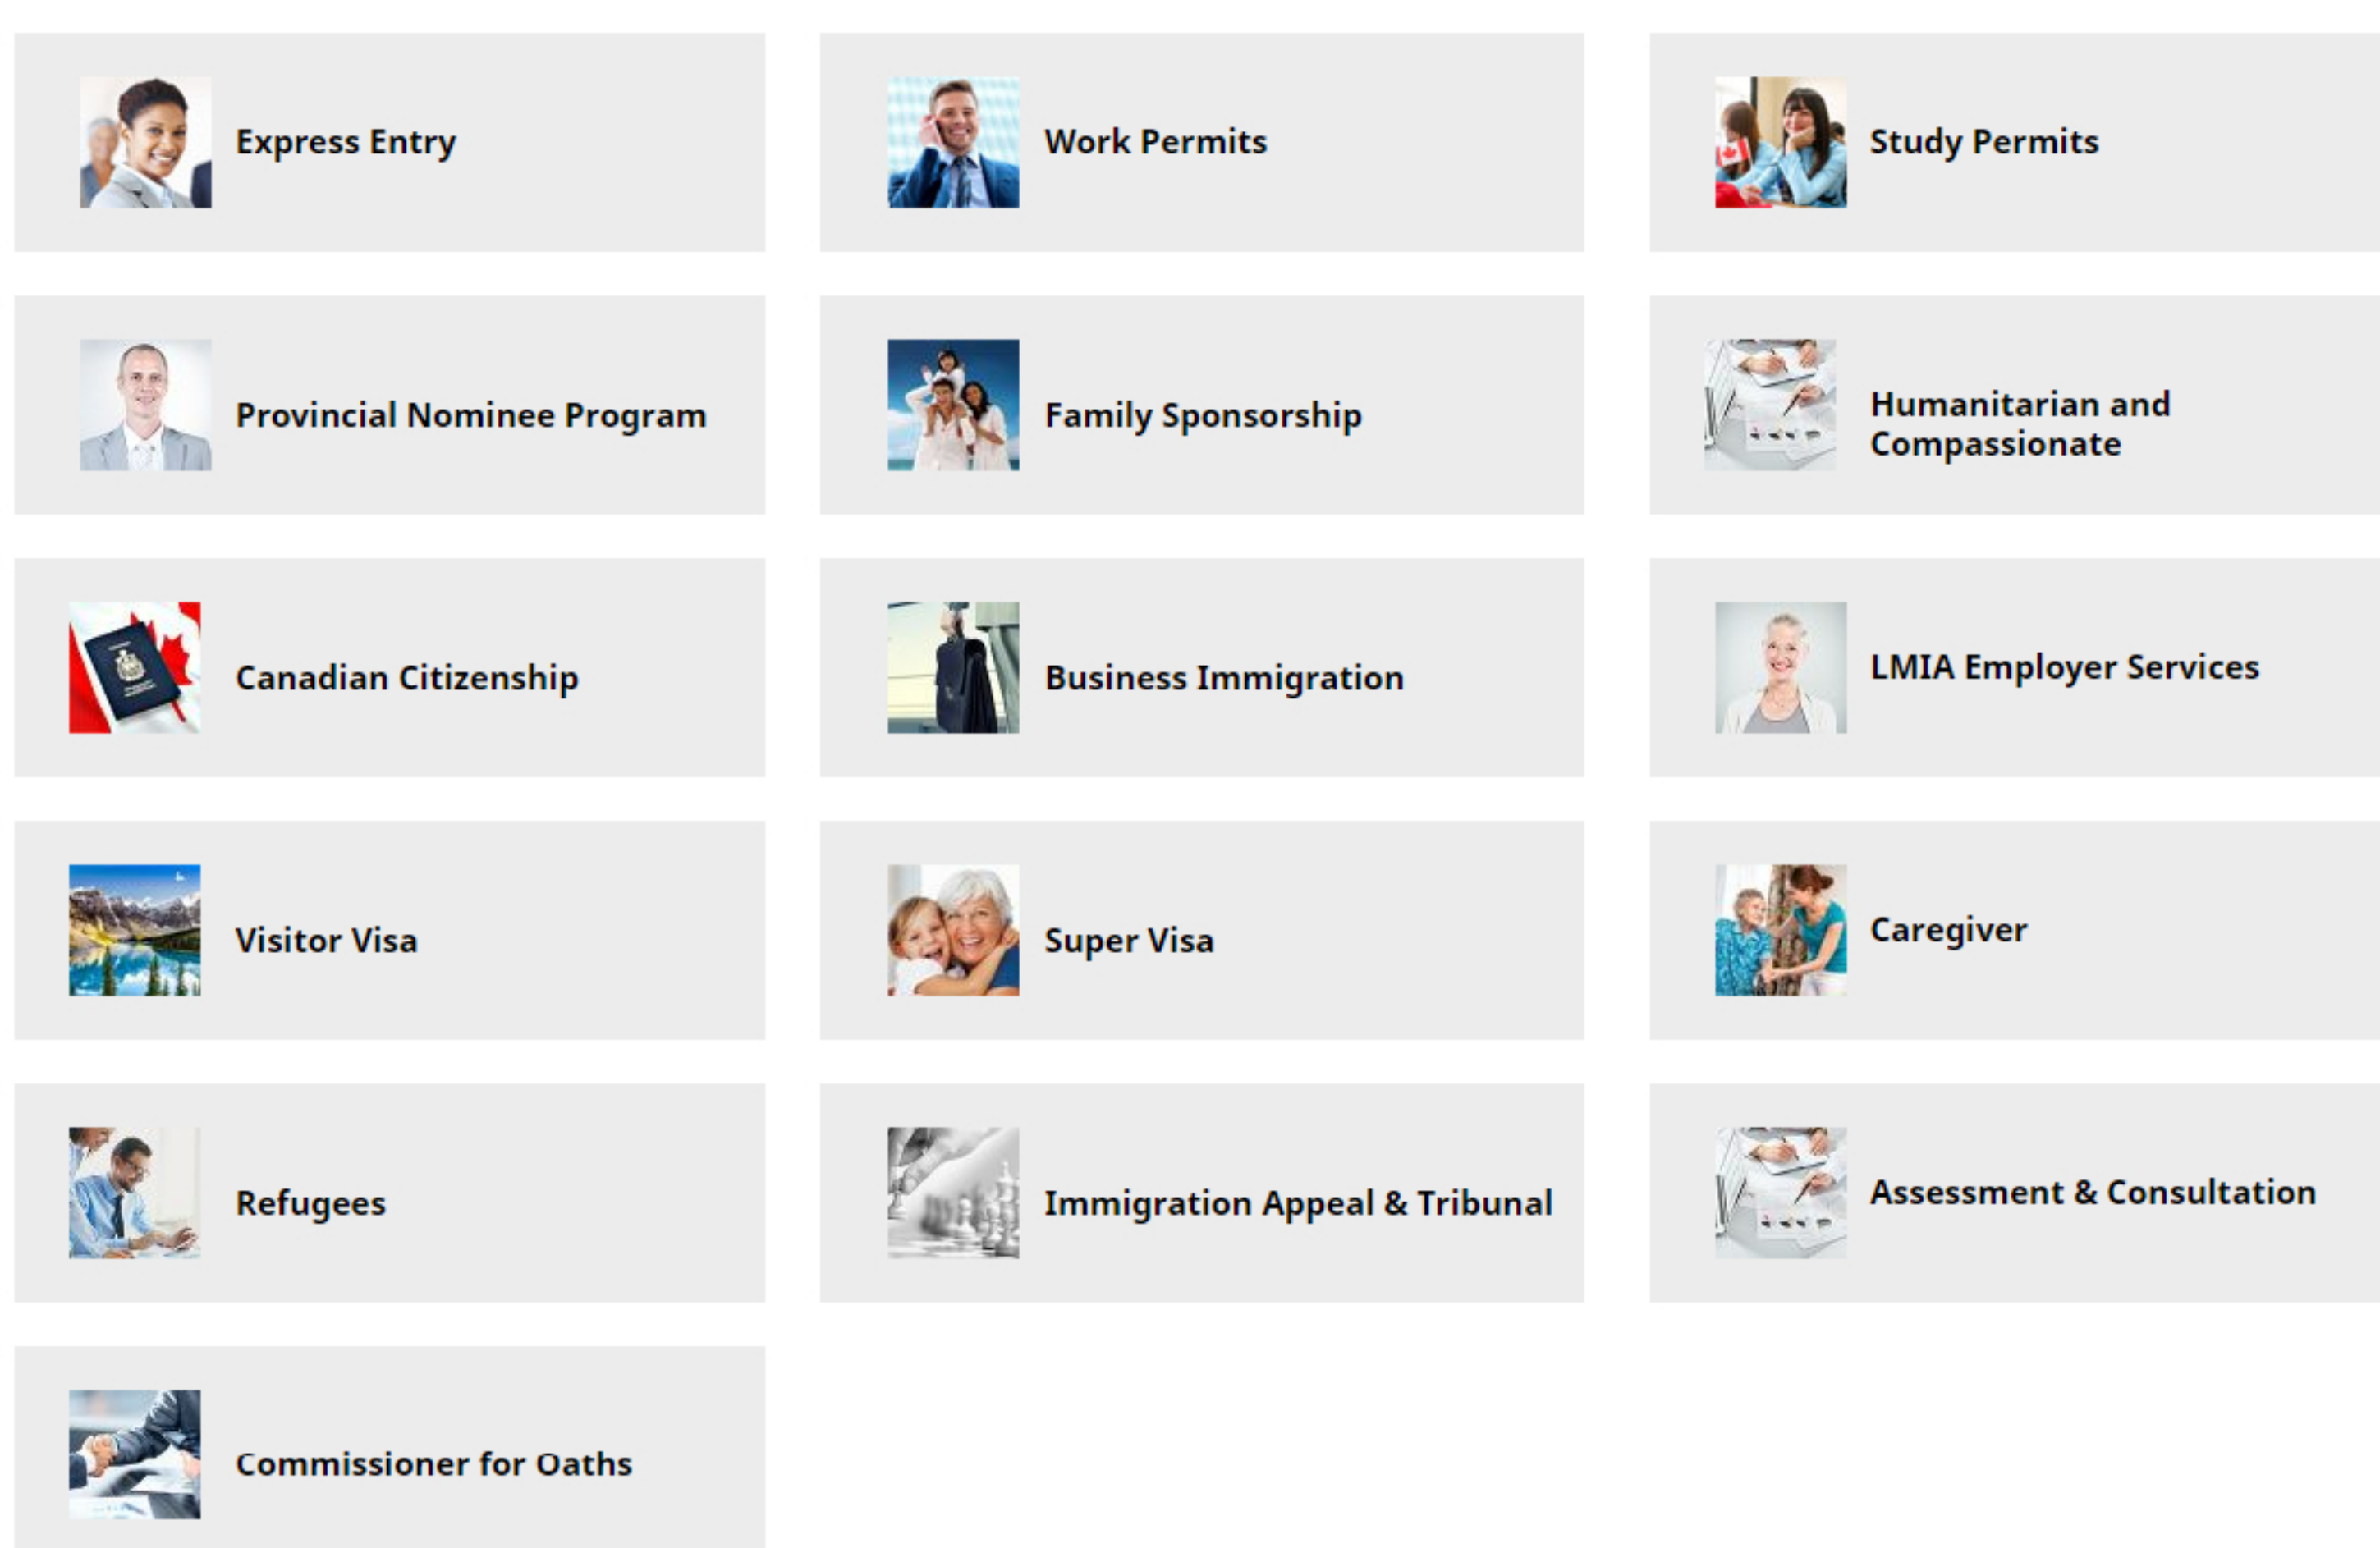 Express Entry
Work Permits
Study Permits
Provincial Nominee Program
Family Sponsorship
Humanitarian and
Compassionate
Canadian Citizenship
Business Immigration
LMIA Employer Services
Visitor Visa
Super Visa
Caregiver
Refugees
Immigration Appeal & Tribunal
Assessment & Consultation
Commissioner for Oaths